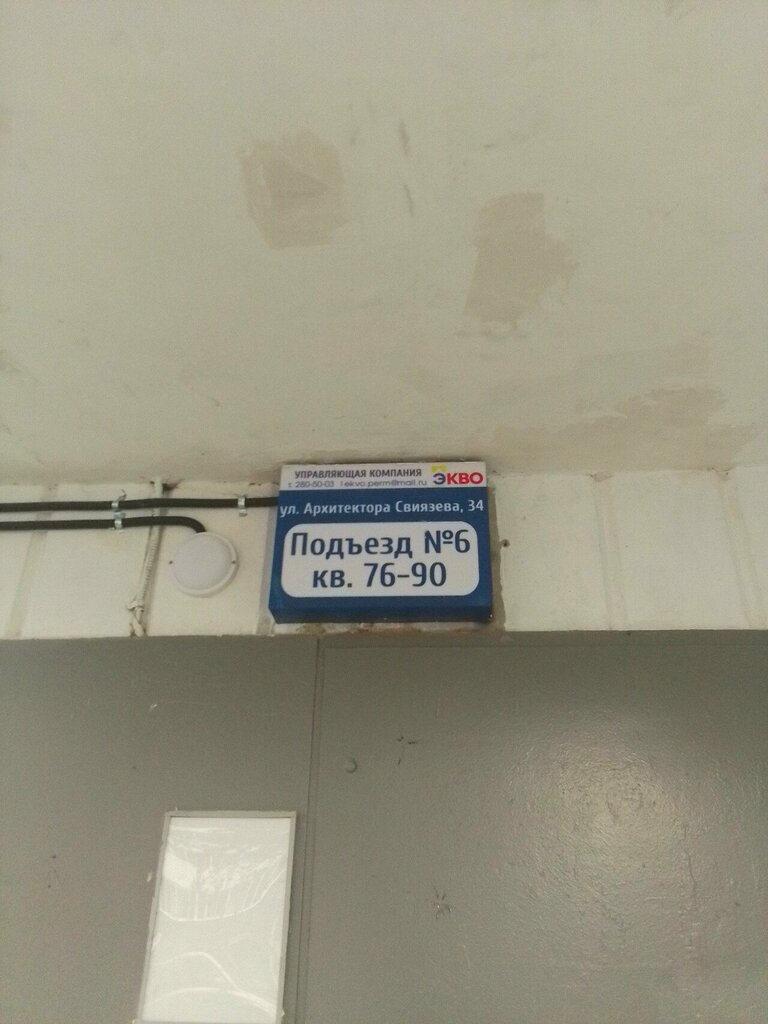 УПРАВЛЯЮЩАЯ КОМПАНИЯ ЭКВО
т. 280-50-03 ekvo.perm@mail.ru
ул. Архитектора Свиязева, 34
Подъезд №6
кв. 76-90